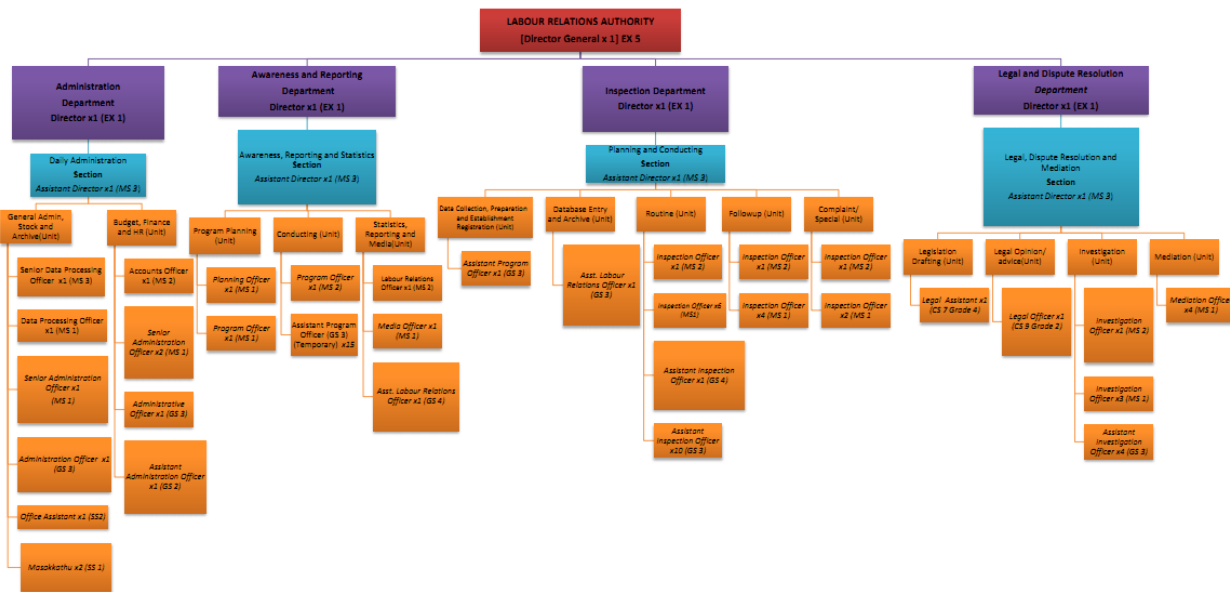 LABOUR RELATIONS AUTHORITY
[Director General x 1] EX 5
Administration
Department
Director x1 (EX 1)
Daily Administration
Section
Assistant Director x1 (MS 3)
General Admin,
Stock and
Archive(Unit)
Senior Data Processing
Officer x1 (MS 3)
Data Processing Officer
x1 (MS 1)
Senior Administration
Officer x1
(MS 1)
Administration Officer x1
(GS 3)
Office Assistant x1 (SS2)
Masakkathu x2 (SS 1)
Budget, Finance
and HR (Unit)
Accounts Officer
x1 (MS 2)
Senior
Administration
Officer x2 (MS 1)
Administrative
Officer x1 (GS 3)
Assistant
Administration Officer
x1 (GS 2)
Awareness and Reporting
Department
Director x1 (EX 1)
Awareness, Reporting and Statistics
Section
Assistant Director x1 (MS 3)
Program Planning
(Unit)
Planning Officer
x1 (MS 1)
Program Officer
x1 (MS 1)
Conducting (Unit)
Program Officer
x1 (MS 2)
Assistant Program
Officer (GS 3)
(Temporary) x15
Statistics,
Reporting and
Media(Unit)
Labour Relations
Officer x1 (MS 2)
Media Officer x1
(MS 1)
Asst. Labour Relations
Officer x1 (GS 4)
Inspection Department
Director x1 (EX 1)
Planning and Conducting
Section
Assistant Director x1 (MS 3)
Data Collection, Preparation
and Establishment
Registration (Unit)
Assistant Program
Officer x1 (GS 3)
Database Entry
and Archive (Unit)
Asst. Labour
Relations Officer x1
(GS 3)
Routine (Unit)
Inspection Officer
x1 (MS 2)
Inspection Officer x6
(MS1)
Assistant Inspection
Officer x1 (GS 4)
Assistant
Inspection Officer
x10 (GS 3)
Followup (Unit)
Inspection Officer
x1 (MS 2)
Inspection Officer
x4 (MS 1)
Complaint/
Special (Unit)
Inspection Officer
x1 (MS 2)
Inspection Officer
x2 (MS 1
Legal and Dispute Resolution
Department
Director x1 (EX 1)
Legal, Dispute Resolution and
Mediation
Section
Assistant Director x1 (MS 3)
Legislation
Drafting (Unit)
Legal Assistant x1
(CS 7 Grade 4)
Legal Opinion/
advice(Unit)
Legal Officer x1
(CS 9 Grade 2)
Investigation
(Unit)
Investigation
Officer x1 (MS 2)
Investigation
Officer x3 (MS 1)
Assistant
Investigation
Officer x4 (GS 3)
Mediation (Unit)
Mediation Officer
x4 (MS 1)